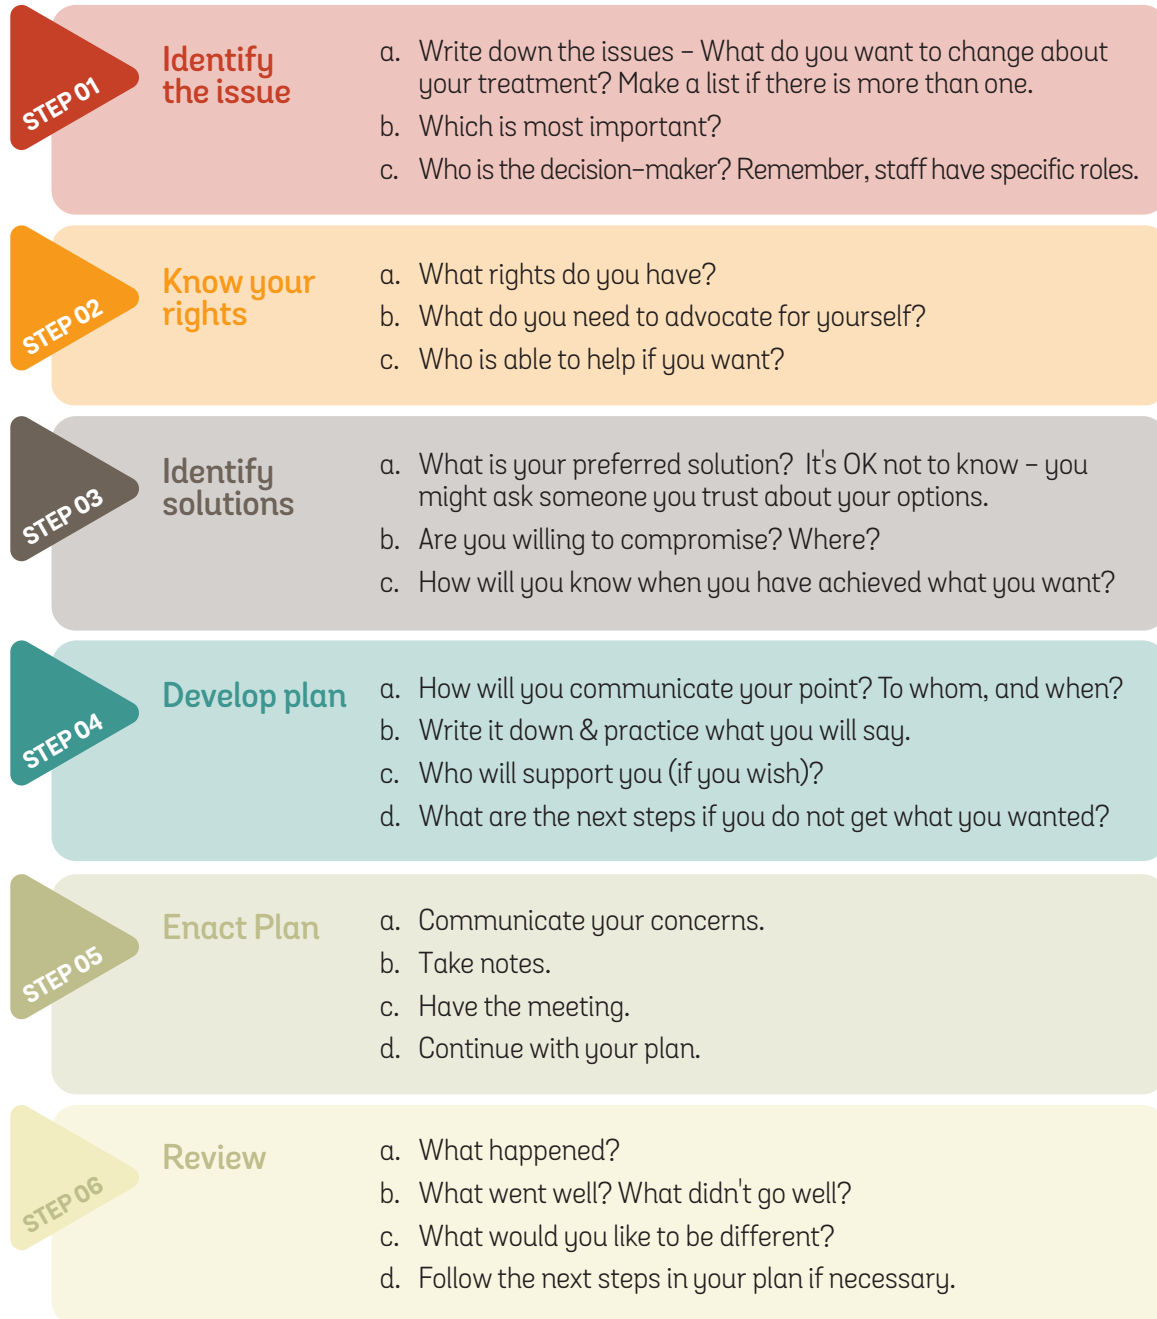 STEP 01
Identify
the issue
a. Write down the issues – What do you want to change about
your treatment? Make a list if there is more than one.
b. Which is most important?
c. Who is the decision-maker? Remember, staff have specific roles.
STEP 02
Know your
rights
a. What rights do you have?
b. What do you need to advocate for yourself?
c. Who is able to help if you want?
STEP 03
Identify
solutions
a. What is your preferred solution?  It's OK not to know – you
might ask someone you trust about your options.
b. Are you willing to compromise? Where?
c. How will you know when you have achieved what you want?
STEP 04
Develop plan
a. How will you communicate your point? To whom, and when?
b. Write it down & practice what you will say.
c. Who will support you (if you wish)?
d. What are the next steps if you do not get what you wanted?
STEP 05
Enact Plan
a. Communicate your concerns.
b. Take notes.
c. Have the meeting.
d. Continue with your plan.
STEP 06
Review
a. What happened?
b. What went well? What didn't go well?
c. What would you like to be different?
d. Follow the next steps in your plan if necessary.